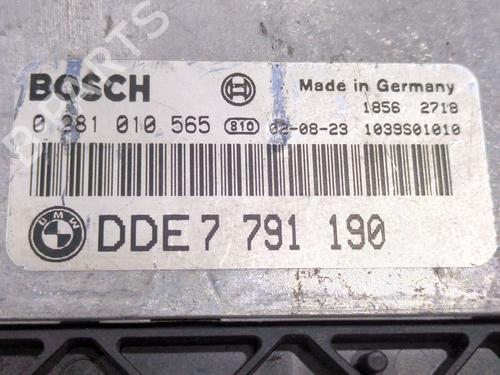 BOSCH Made in Germany
1856 2718
0 281 010 565 810 02-08-23 1039S01010
BMW DDE 7 791 190